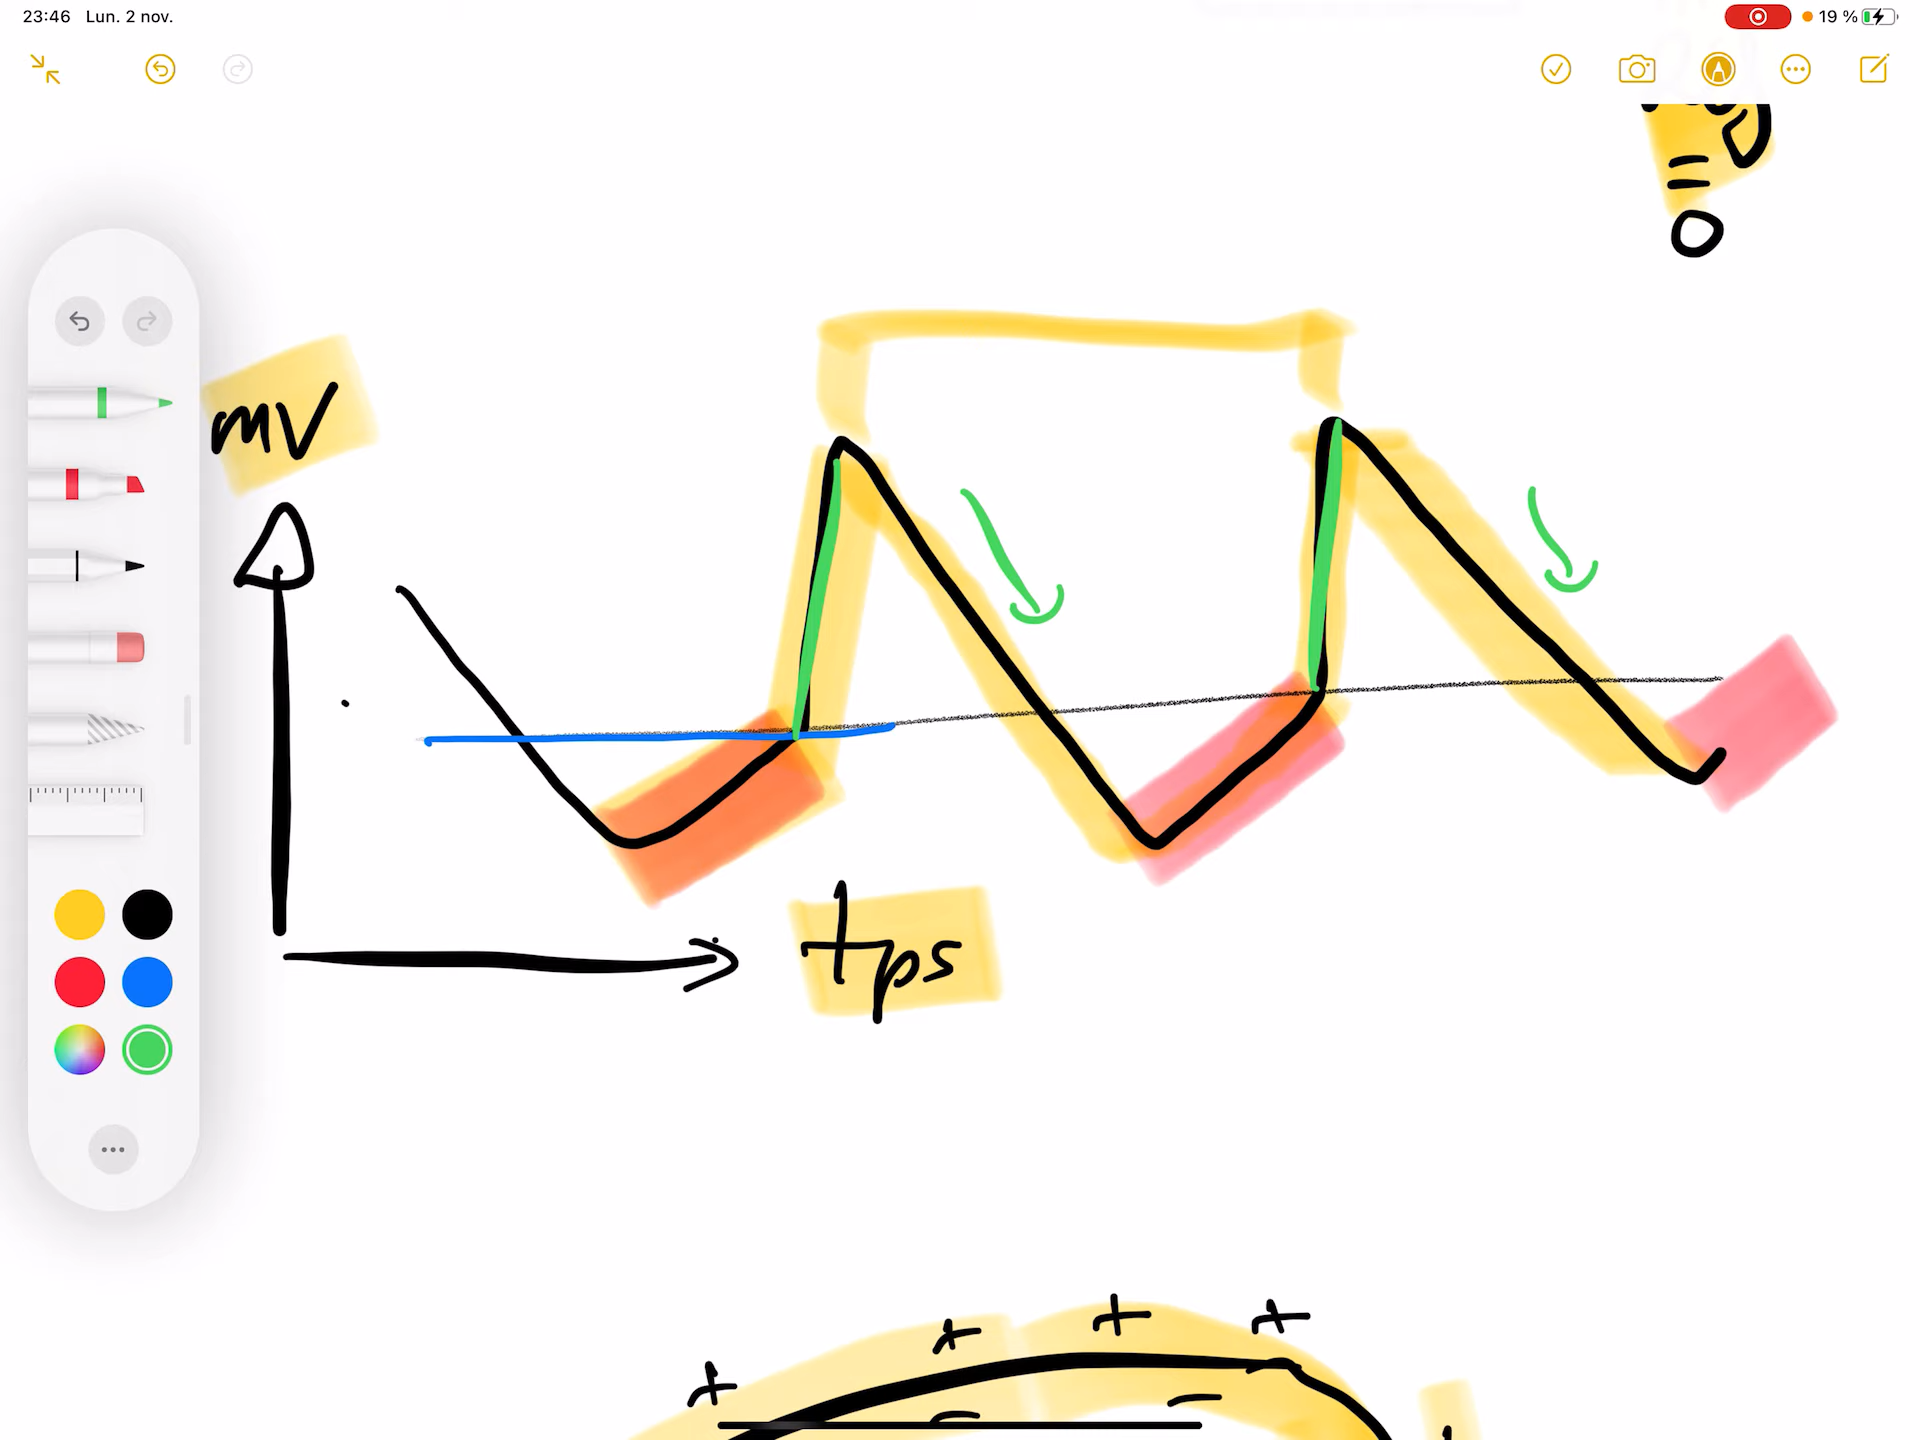 23:46 Lun. 2 nov.
19 %
mV
tps
+ + + +
− −